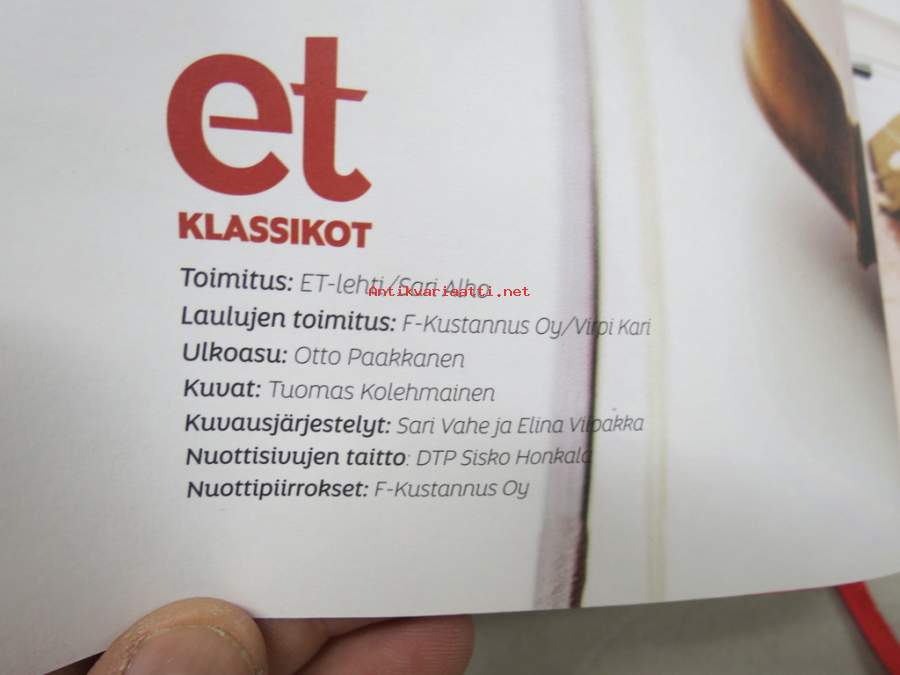 et
KLASSIKOT
Toimitus: ET-lehti/Sari Alho
Antikvariaatti.net
Laulujen toimitus: F-Kustannus Oy/Virpi Kari
Ulkoasu: Otto Paakkanen
Kuvat: Tuomas Kolehmainen
Kuvausjärjestelyt: Sari Vahe ja Elina Vilpakka
Nuottisivujen taitto: DTP Sisko Honkala
Nuottipiirrokset: F-Kustannus Oy